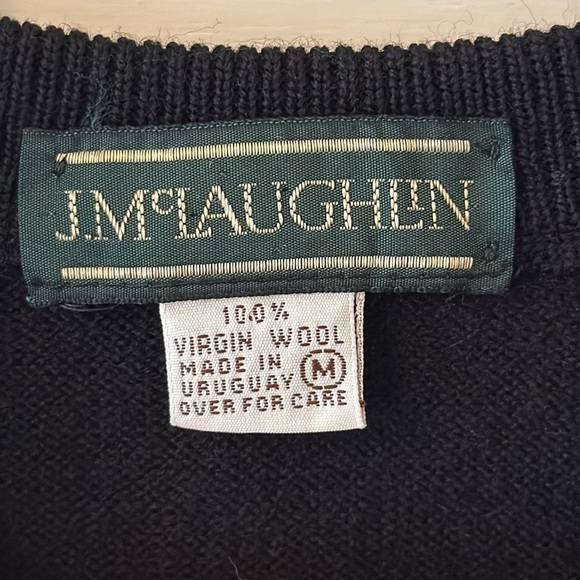 J.McLAUGHLIN
100%
VIRGIN WOOL
MADE IN
URUGUAY M
OVER FOR CARE